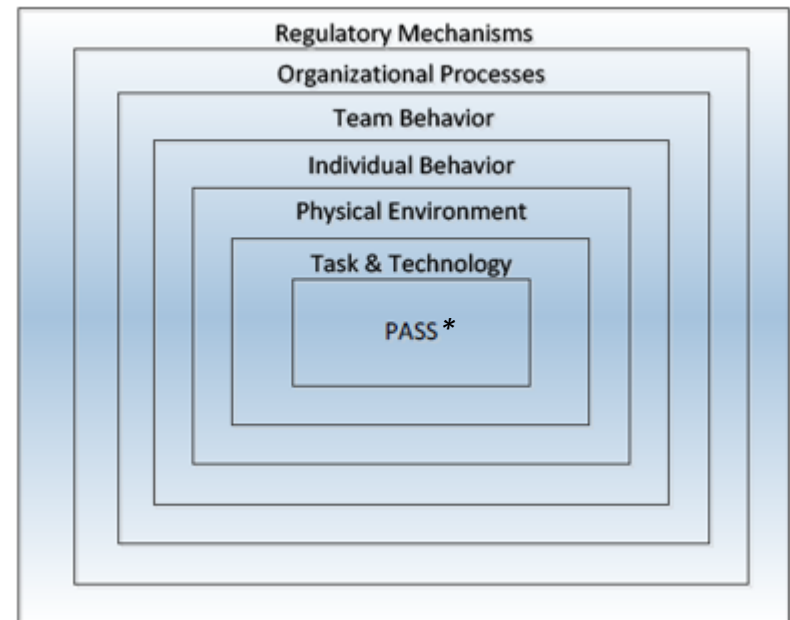 Regulatory Mechanisms
Organizational Processes
Team Behavior
Individual Behavior
Physical Environment
Task & Technology
PASS*